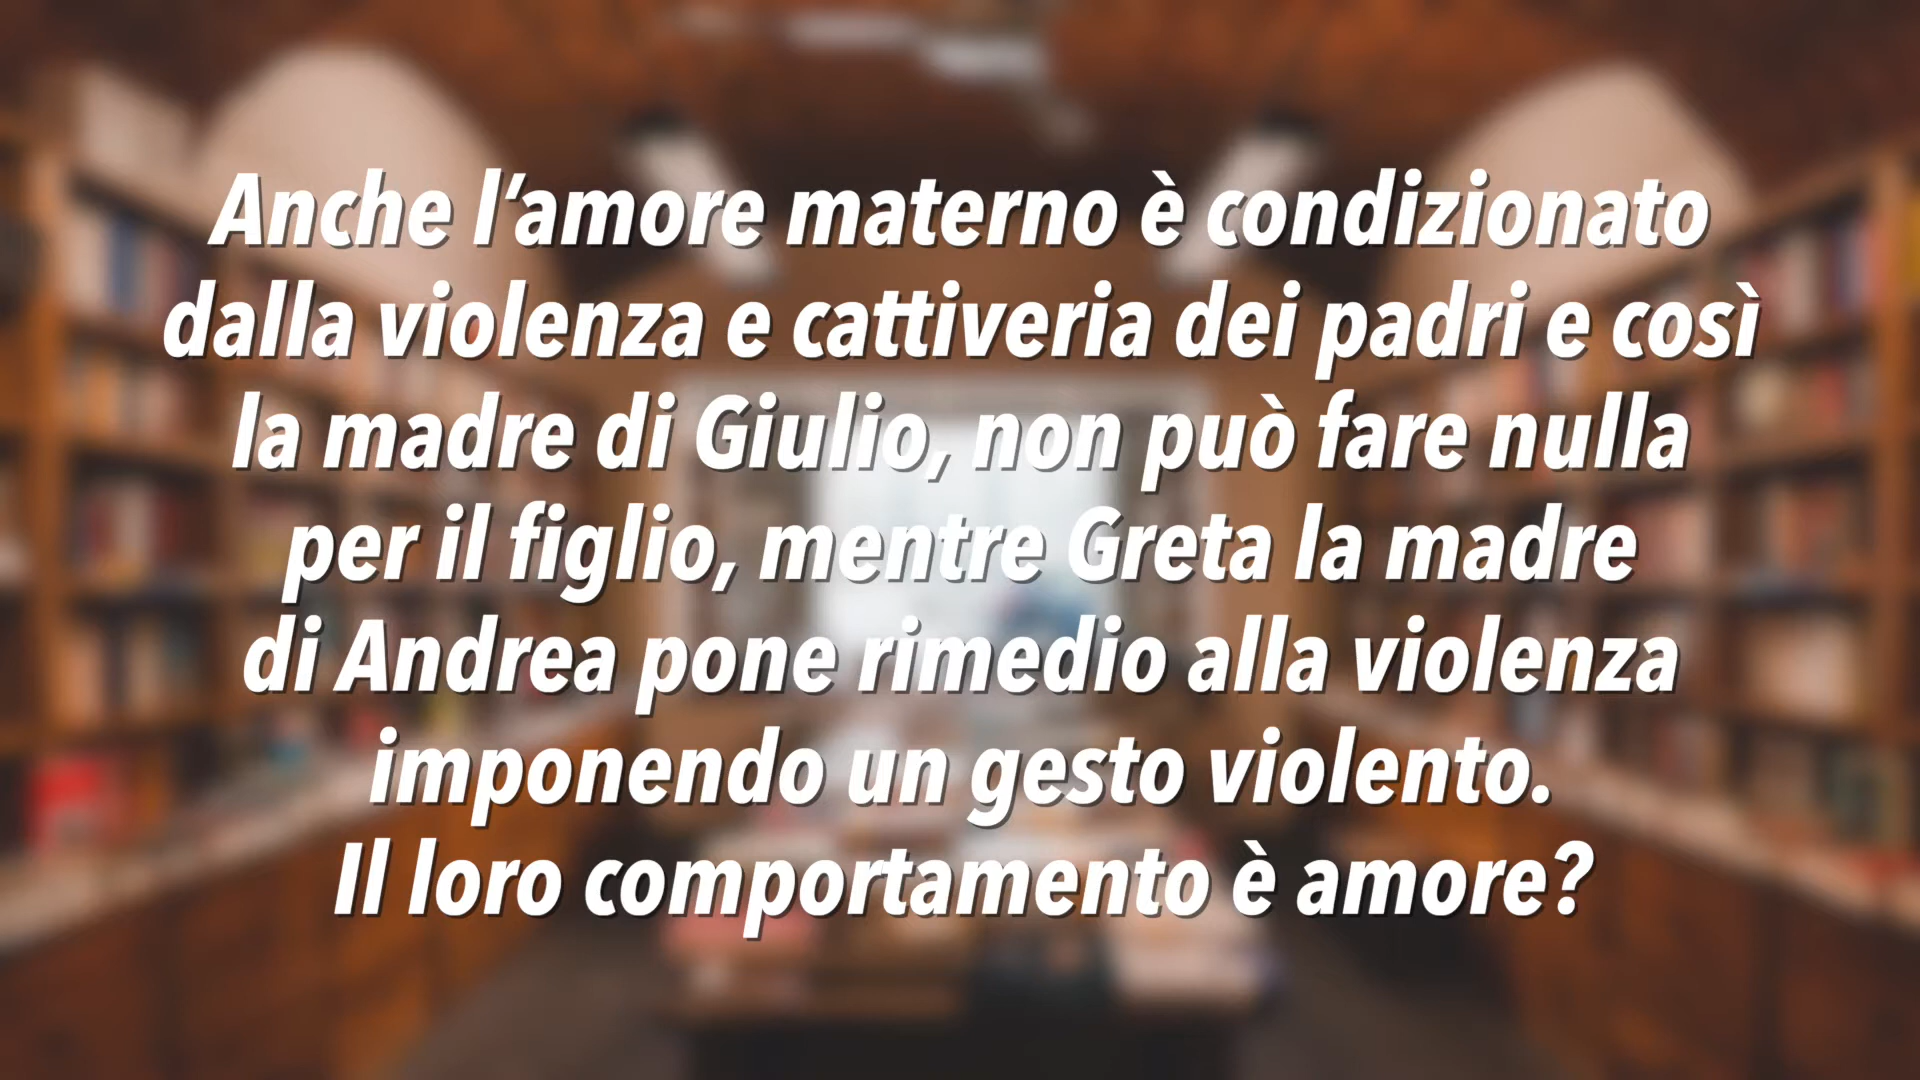 Anche l’amore materno è condizionato
dalla violenza e cattiveria dei padri e così
la madre di Giulio, non può fare nulla
per il figlio, mentre Greta la madre
di Andrea pone rimedio alla violenza
imponendo un gesto violento.
Il loro comportamento è amore?